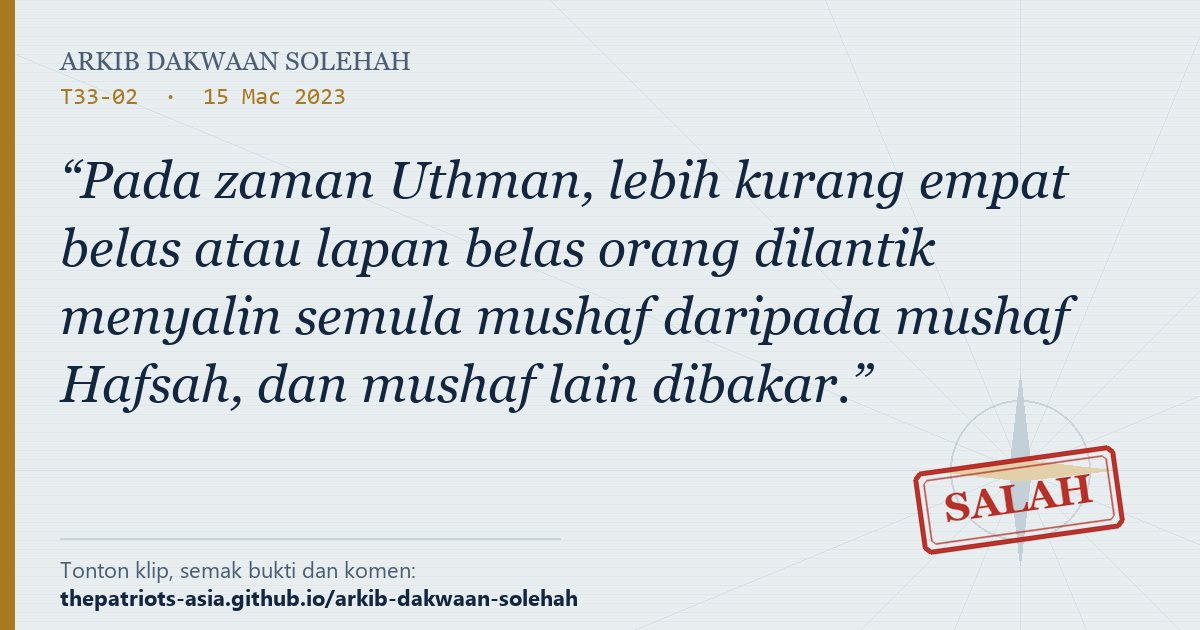 ARKIB DAKWAAN SOLEHAH
T33-02 · 15 Mac 2023
“Pada zaman Uthman, lebih kurang empat
belas atau lapan belas orang dilantik
menyalin semula mushaf daripada mushaf
Hafsah, dan mushaf lain dibakar.”
SALAH
Tonton klip, semak bukti dan komen:
thepatriots-asia.github.io/arkib-dakwaan-solehah